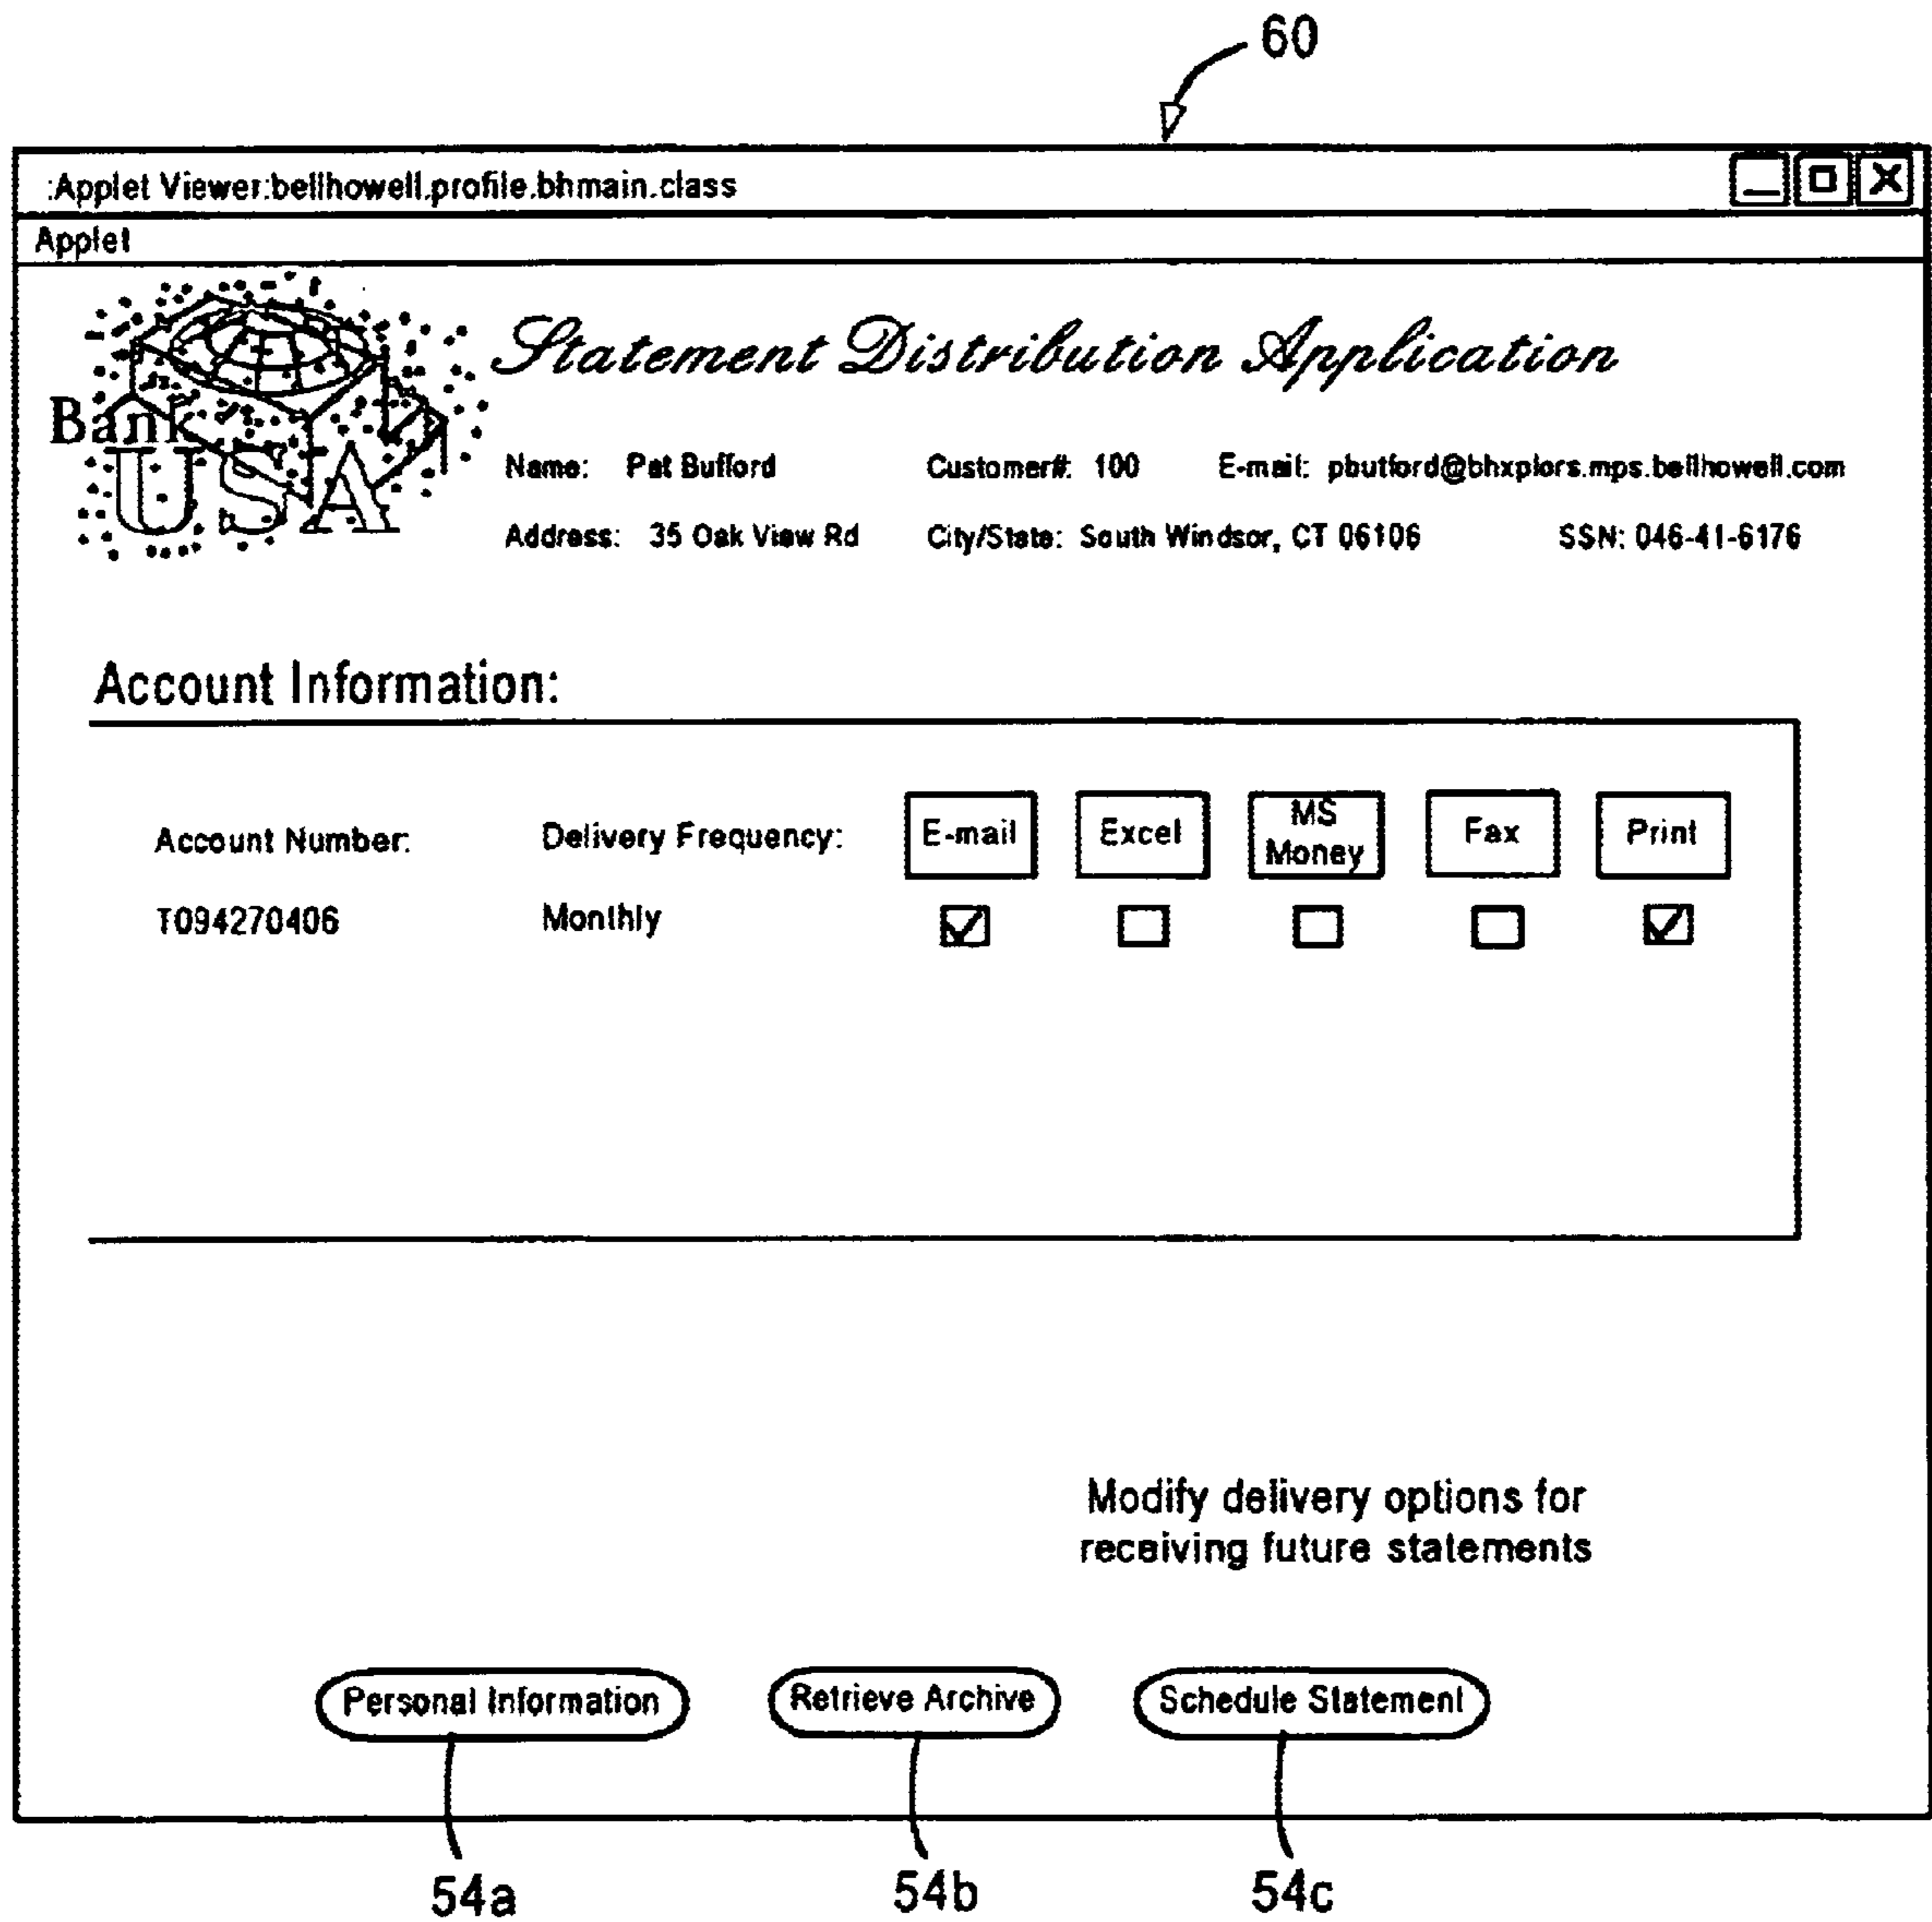 60
:Applet Viewer:bellhowell.profile.bhmain.class
Applet
Statement Distribution Application
Bank
USA
Name: Pat Bufford Customer#: 100 E-mail: pbutford@bhxplors.mps.bellhowell.com
Address: 35 Oak View Rd City/State: South Windsor, CT 06106 SSN: 046-41-6176
Account Information:
Account Number: Delivery Frequency: E-mail Excel MS Money Fax Print
T094270406 Monthly
Modify delivery options for
receiving future statements
Personal Information Retrieve Archive Schedule Statement
54a 54b 54c